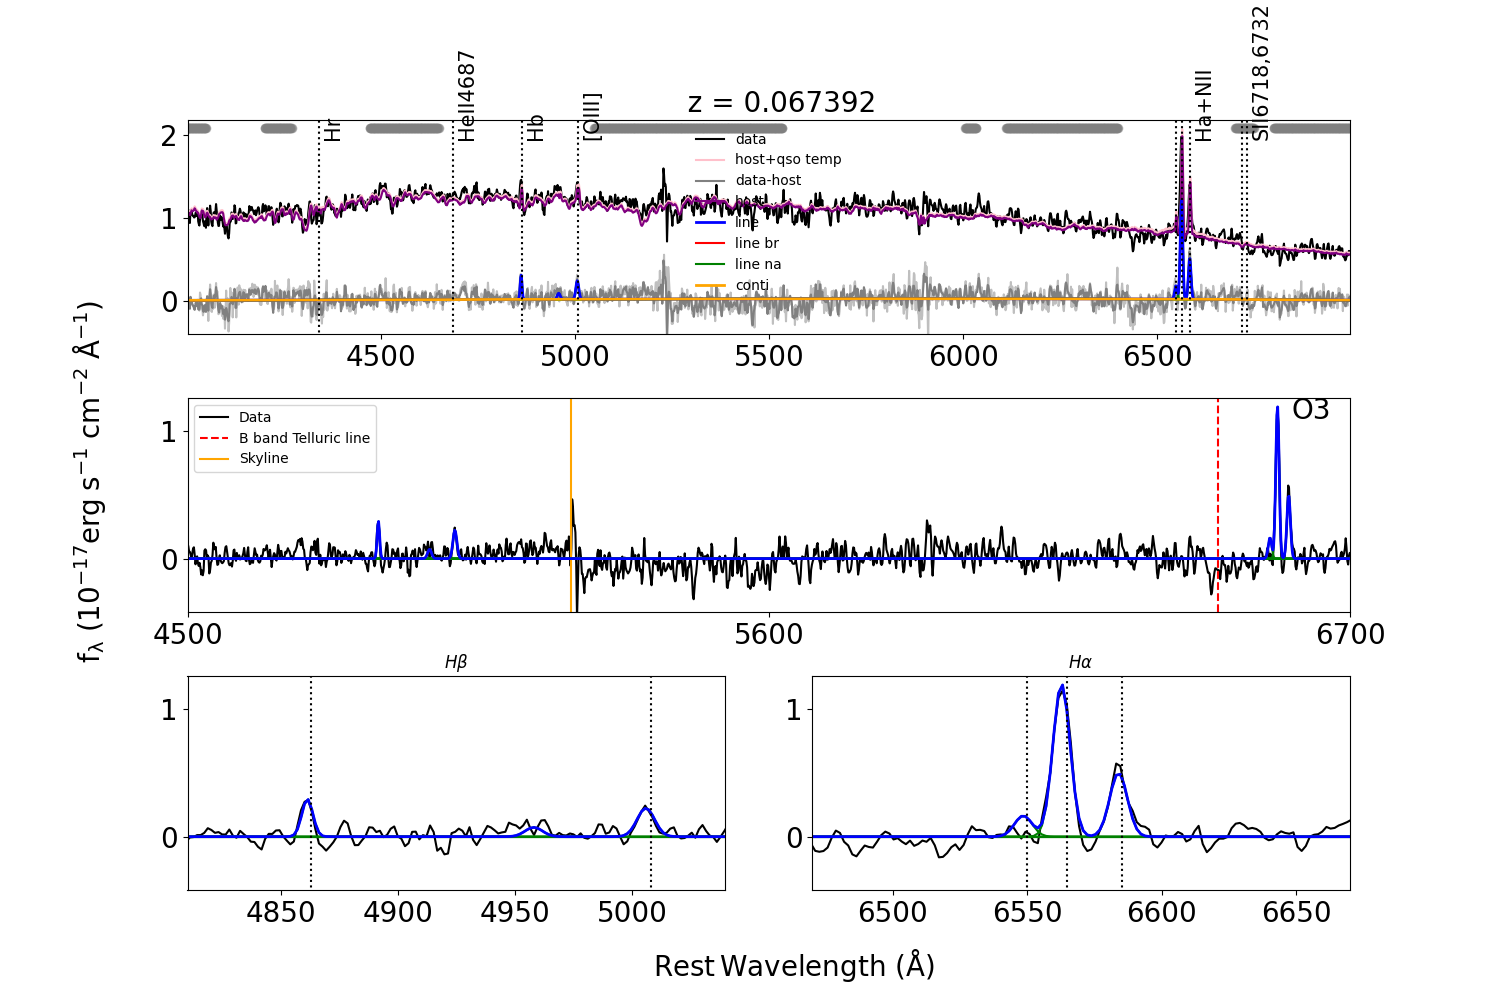 Hr
HeII4687
Hb
[OIII]
Ha+NII
SII6718,6732
z = 0.067392
2
1
0
data
host+qso temp
data-host
host
line
line br
line na
conti
4500
5000
5500
6000
6500
fλ (10⁻¹⁷erg s⁻¹ cm⁻² Å⁻¹)
1
0
Data
B band Telluric line
Skyline
O3
4500
5600
6700
Hβ
1
0
4850
4900
4950
5000
Hα
1
0
6500
6550
6600
6650
Rest Wavelength (Å)